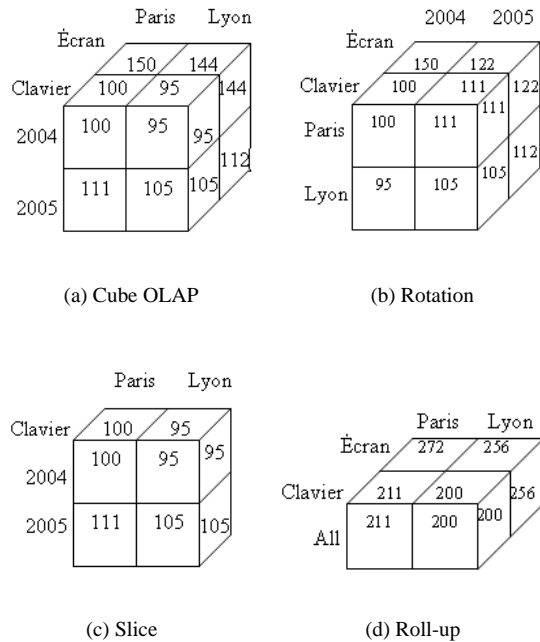 Paris Lyon
Écran
150 144
Clavier 100 95 144
2004 100 95 95
112
2005 111 105 105
(a) Cube OLAP
2004 2005
Écran
150 122
Clavier 100 111 122
Paris 100 111 111
112
Lyon 95 105 105
(b) Rotation
Paris Lyon
Clavier 100 95
2004 100 95 95
2005 111 105 105
(c) Slice
Paris Lyon
Écran 272 256
Clavier 211 200 256
All 211 200 200
(d) Roll-up